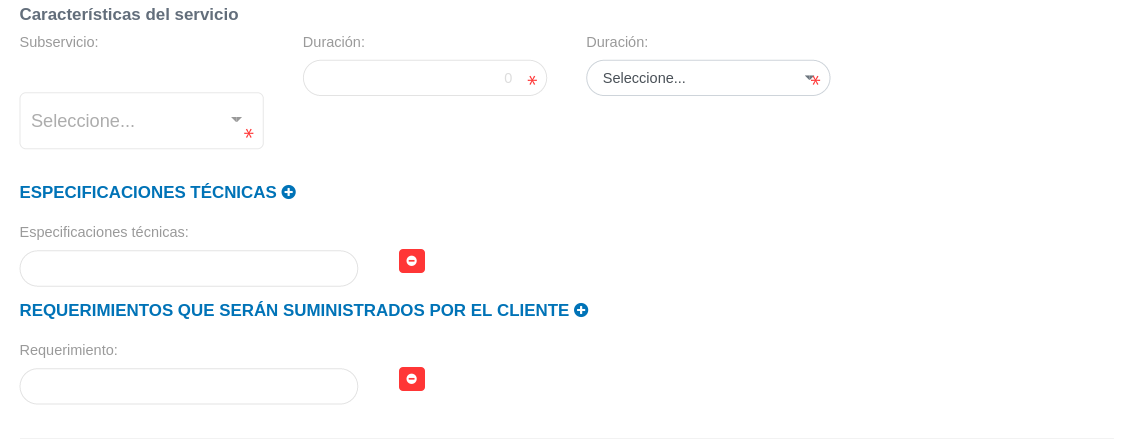 Características del servicio
Subservicio: Duración: Duración:
0 * Seleccione... *
Seleccione... *
ESPECIFICACIONES TÉCNICAS
Especificaciones técnicas:
REQUERIMIENTOS QUE SERÁN SUMINISTRADOS POR EL CLIENTE
Requerimiento: